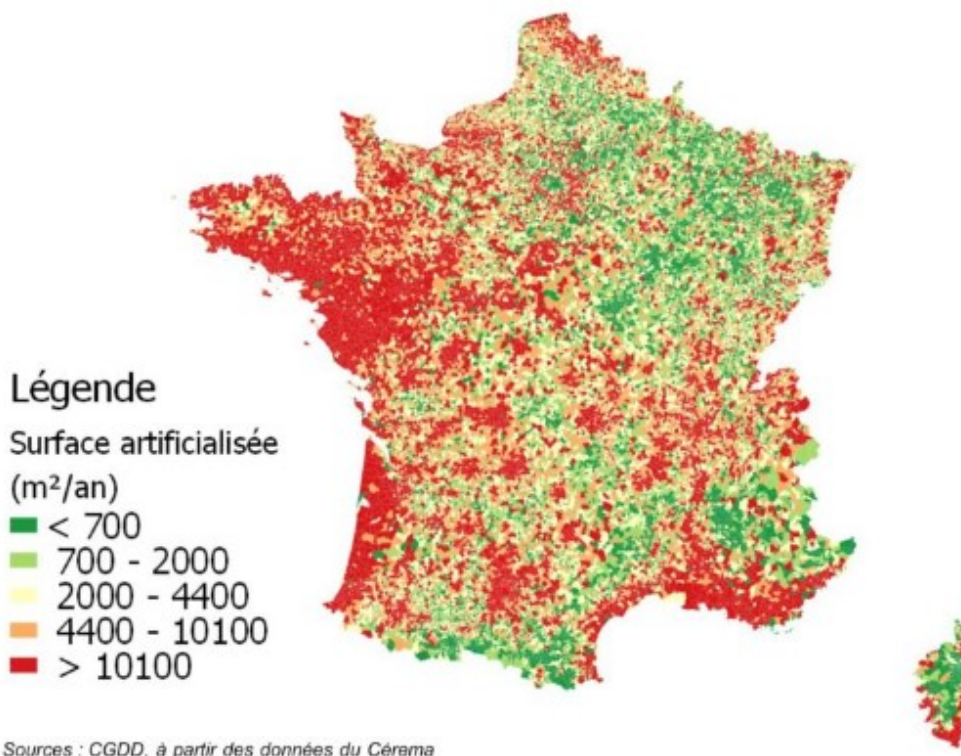 Légende
Surface artificialisée
(m²/an)
< 700
700 - 2000
2000 - 4400
4400 - 10100
> 10100
Sources : CGDD, à partir des données du Cérema